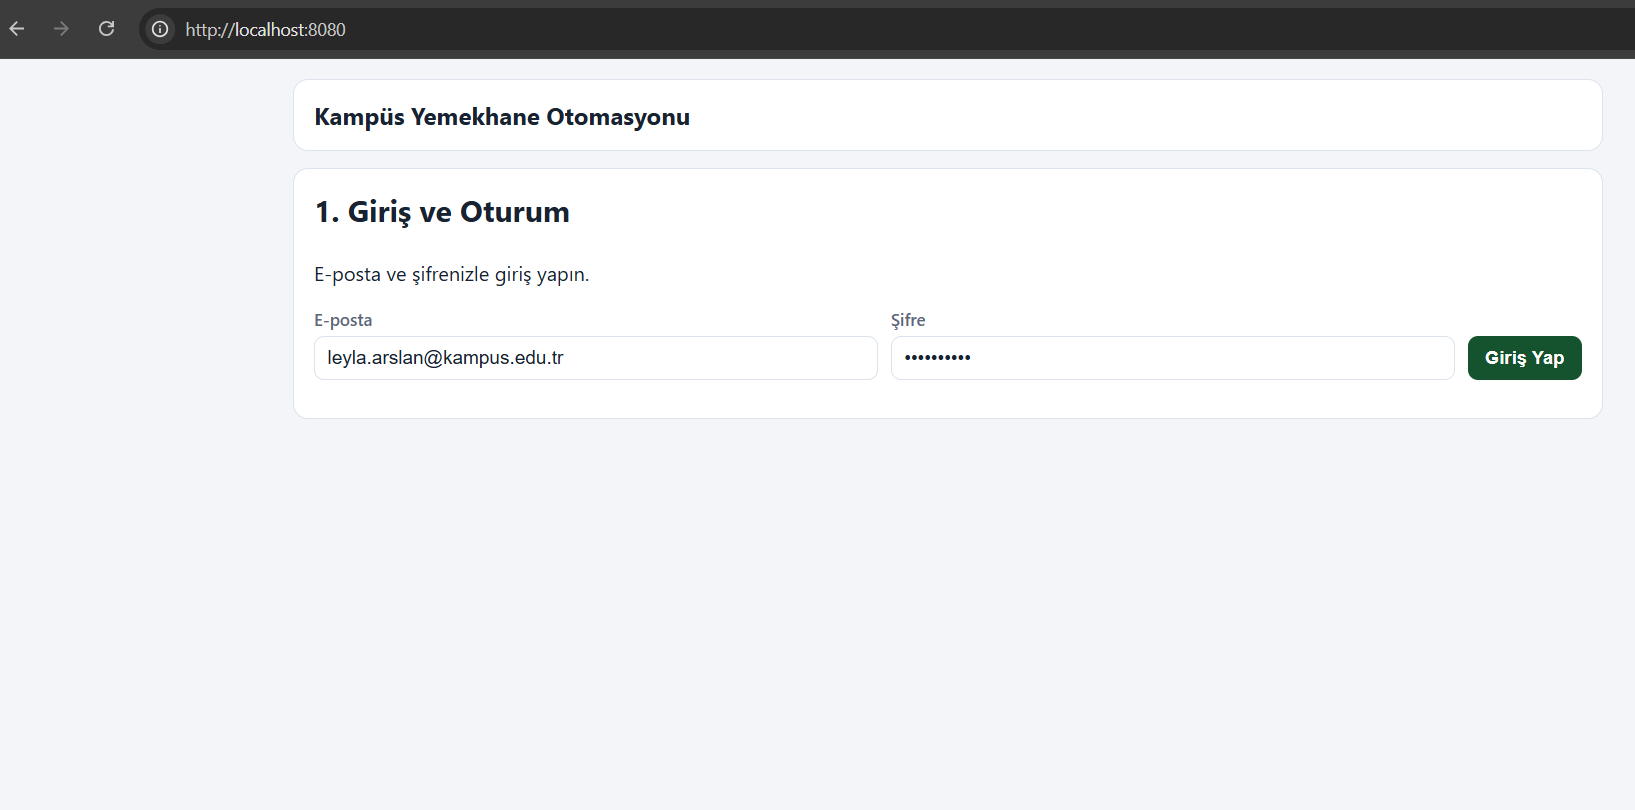 http://localhost:8080
Kampüs Yemekhane Otomasyonu
1. Giriş ve Oturum
E-posta ve şifrenizle giriş yapın.
E-posta
Şifre
leyla.arslan@kampus.edu.tr
••••••••••
Giriş Yap